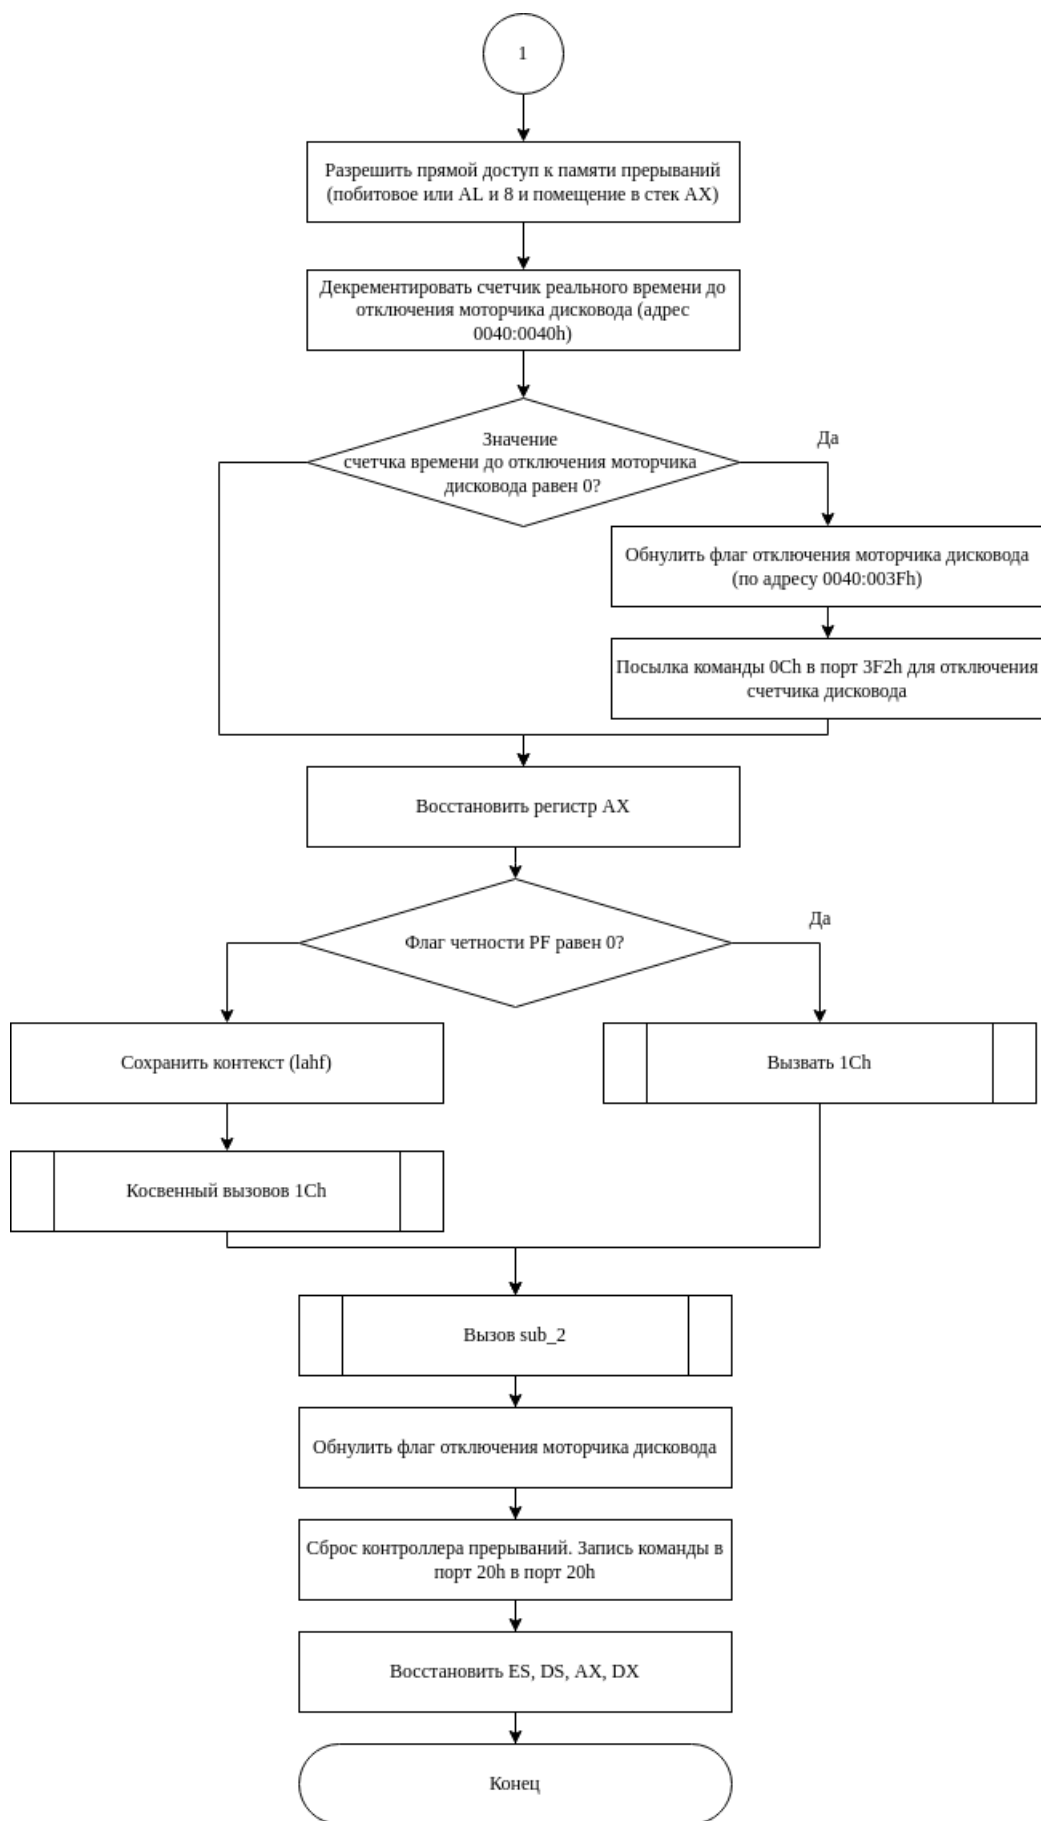 1
Разрешить прямой доступ к памяти прерываний
(побитовое или AL и 8 и помещение в стек AX)
Декрементировать счетчик реального времени до
отключения моторчика дисковода (адрес
0040:0040h)
Значение
счетчка времени до отключения моторчика
дисковода равен 0?
Да
Обнулить флаг отключения моторчика дисковода
(по адресу 0040:003Fh)
Посылка команды 0Ch в порт 3F2h для отключения
счетчика дисковода
Восстановить регистр AX
Флаг четности PF равен 0?
Да
Сохранить контекст (lahf)
Вызвать 1Ch
Косвенный вызовов 1Ch
Вызов sub_2
Обнулить флаг отключения моторчика дисковода
Сброс контроллера прерываний. Запись команды в
порт 20h в порт 20h
Восстановить ES, DS, AX, DX
Конец